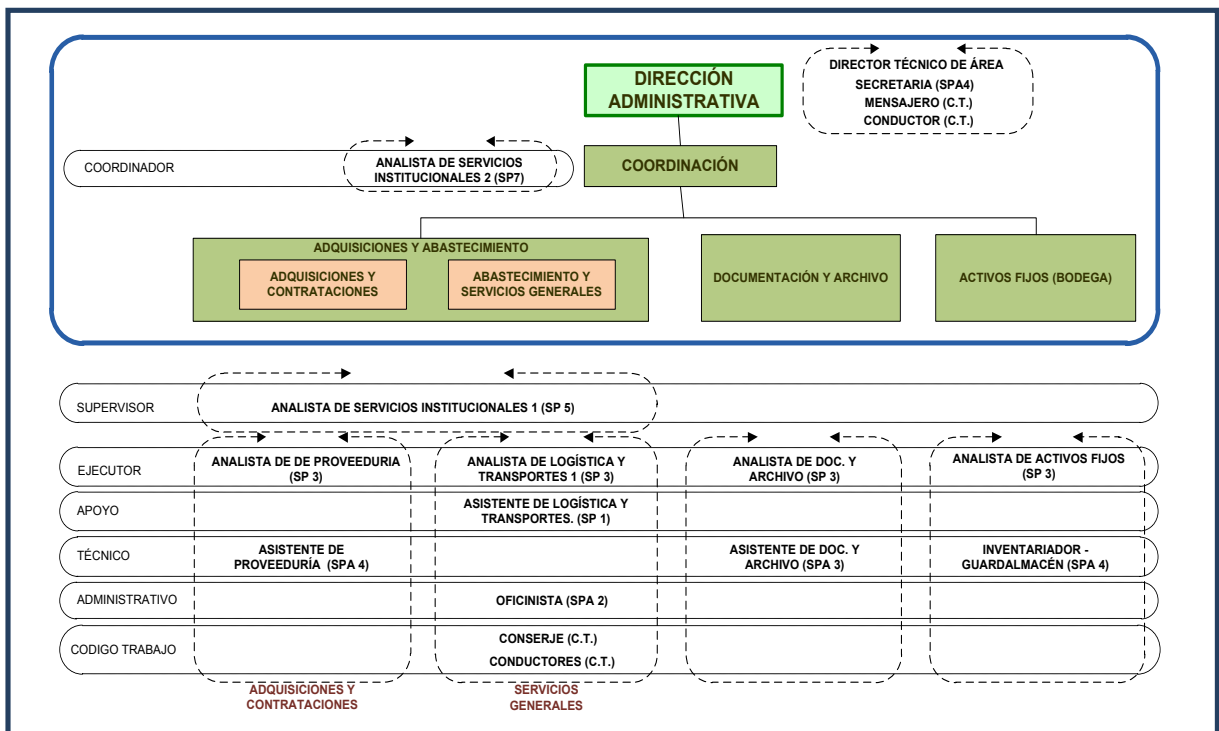 DIRECCIÓN
ADMINISTRATIVA
DIRECTOR TÉCNICO DE ÁREA
SECRETARIA (SPA4)
MENSAJERO (C.T.)
CONDUCTOR (C.T.)
COORDINADOR
ANALISTA DE SERVICIOS
INSTITUCIONALES 2 (SP7)
COORDINACIÓN
ADQUISICIONES Y ABASTECIMIENTO
ADQUISICIONES Y
CONTRATACIONES
ABASTECIMIENTO Y
SERVICIOS GENERALES
DOCUMENTACIÓN Y ARCHIVO
ACTIVOS FIJOS (BODEGA)
SUPERVISOR
ANALISTA DE SERVICIOS INSTITUCIONALES 1 (SP 5)
EJECUTOR
ANALISTA DE DE PROVEEDURIA
(SP 3)
ANALISTA DE LOGÍSTICA Y
TRANSPORTES 1 (SP 3)
ANALISTA DE DOC. Y
ARCHIVO (SP 3)
ANALISTA DE ACTIVOS FIJOS
(SP 3)
APOYO
ASISTENTE DE LOGÍSTICA Y
TRANSPORTES. (SP 1)
TÉCNICO
ASISTENTE DE
PROVEEDURÍA (SPA 4)
ASISTENTE DE DOC. Y
ARCHIVO (SPA 3)
INVENTARIADOR -
GUARDALMACÉN (SPA 4)
ADMINISTRATIVO
OFICINISTA (SPA 2)
CODIGO TRABAJO
CONSERJE (C.T.)
CONDUCTORES (C.T.)
ADQUISICIONES Y
CONTRATACIONES
SERVICIOS
GENERALES